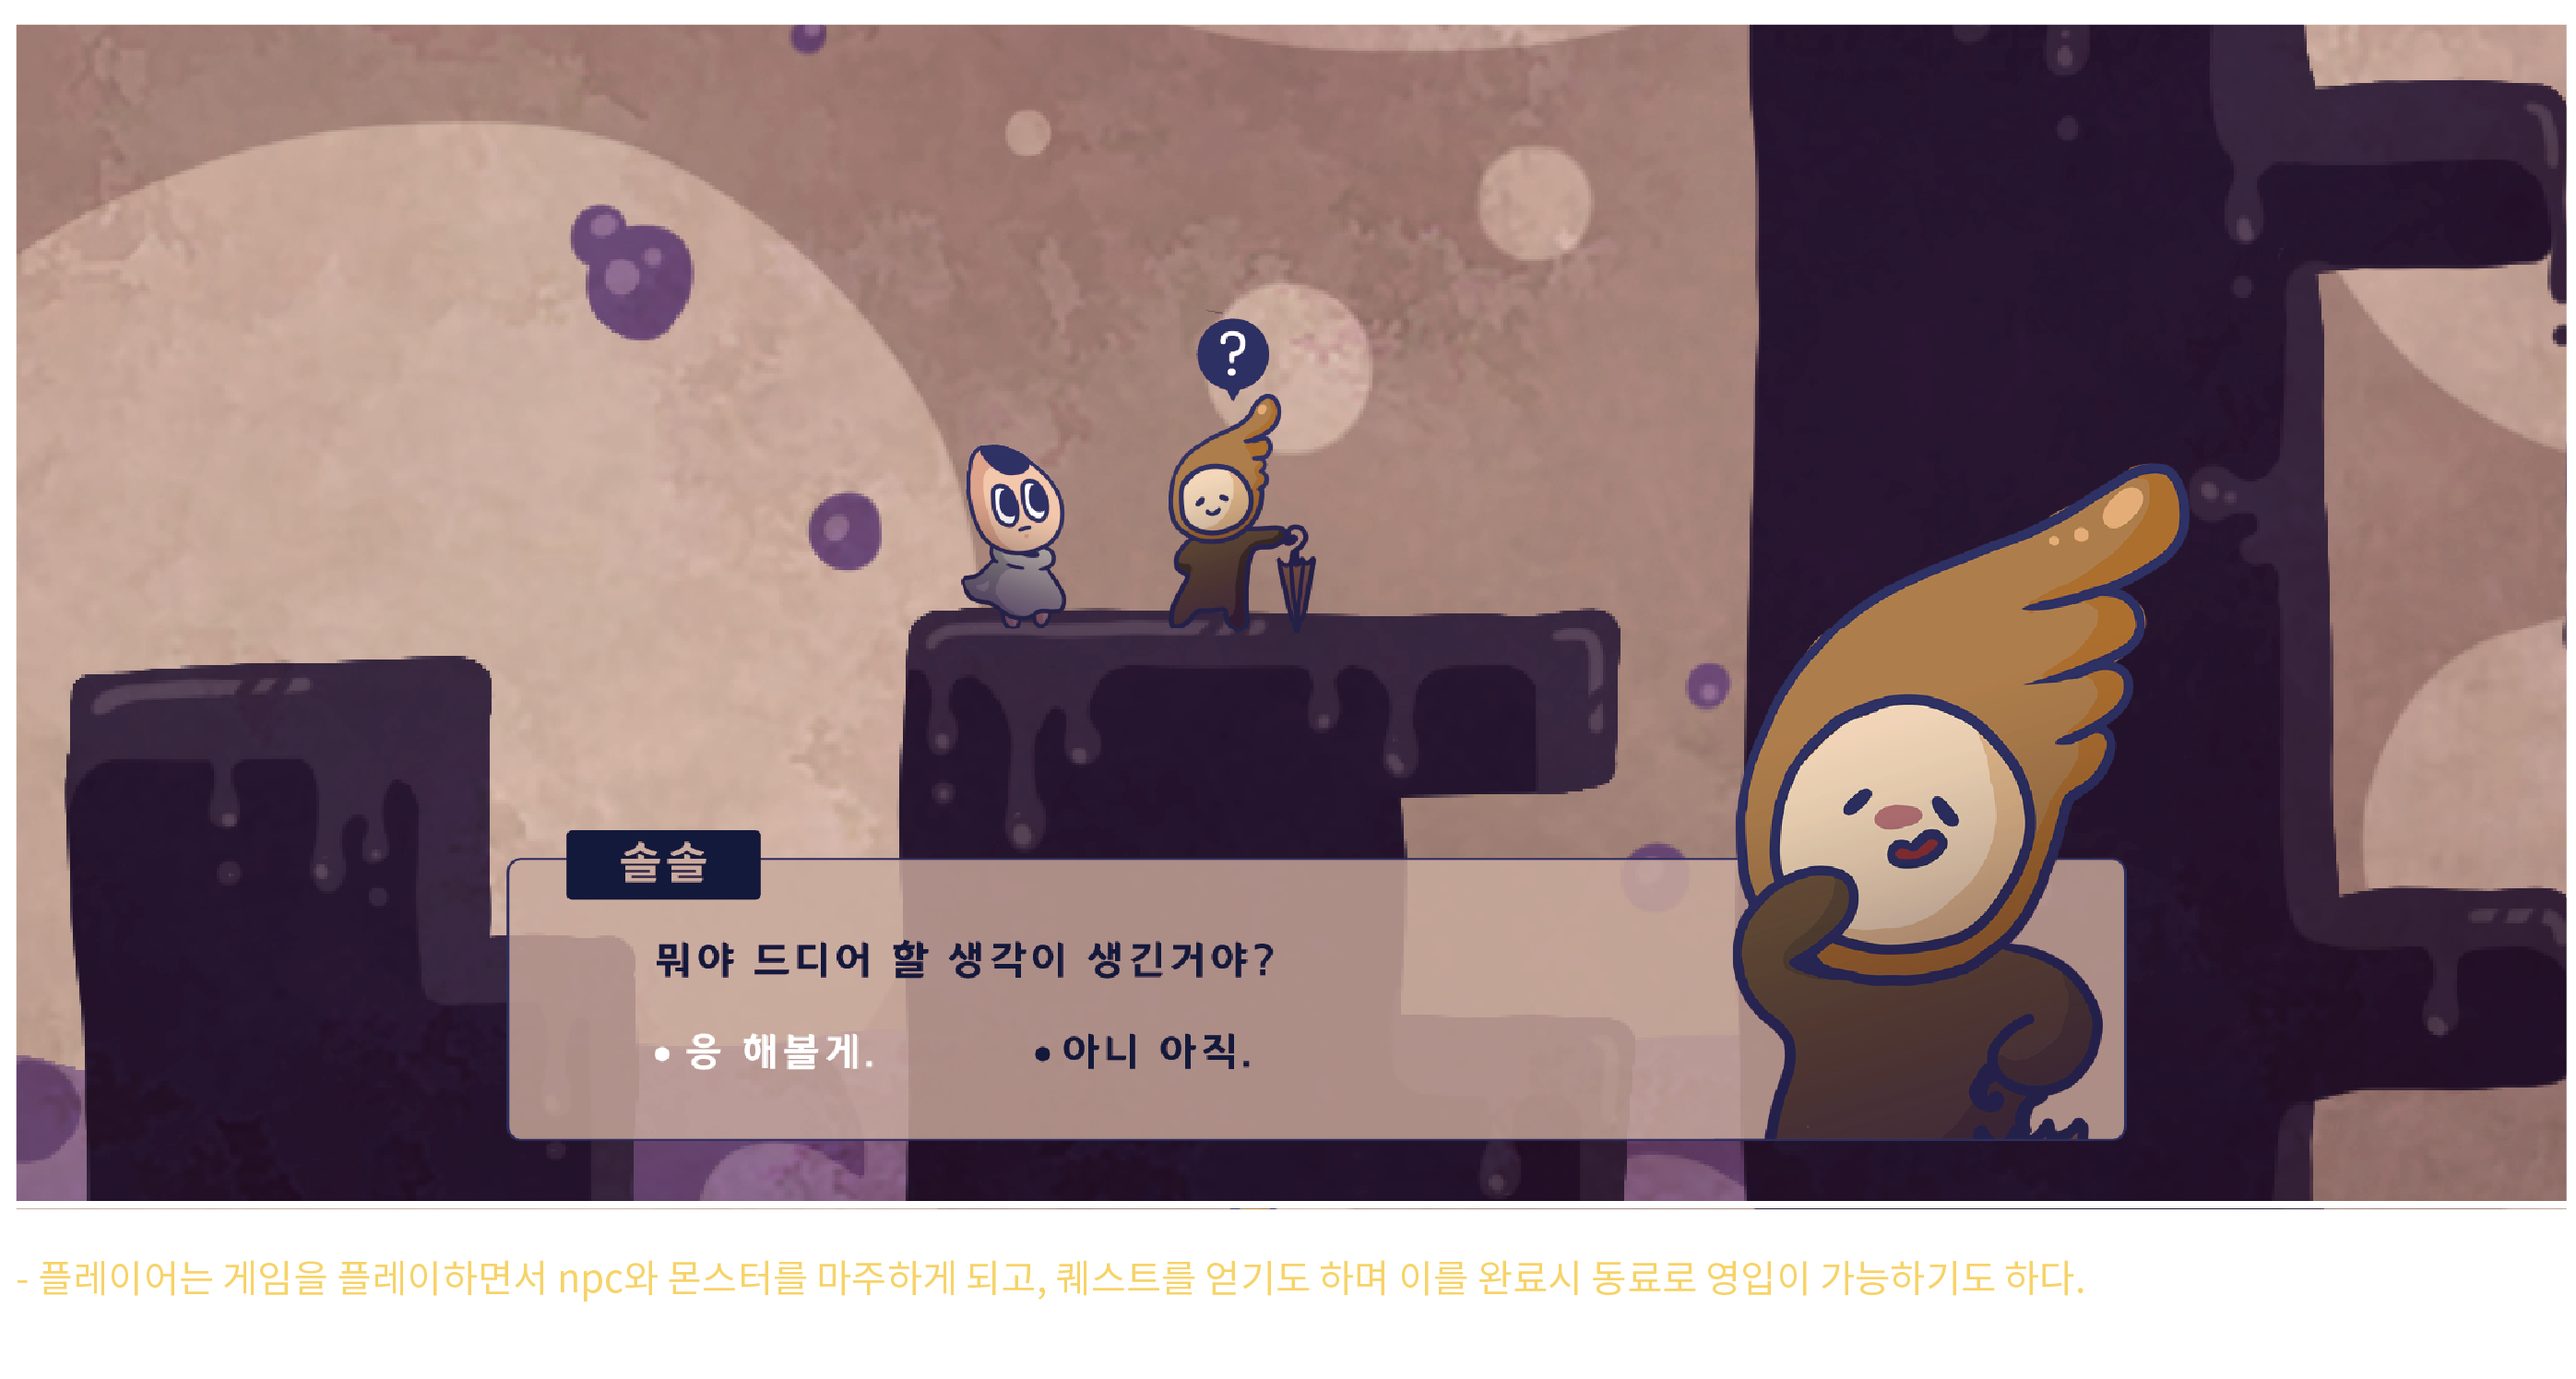 ?
솔솔
뭐야 드디어 할 생각이 생긴거야?
• 응 해볼게. • 아니 아직.
- 플레이어는 게임을 플레이하면서 npc와 몬스터를 마주하게 되고, 퀘스트를 얻기도 하며 이를 완료시 동료로 영입이 가능하기도 하다.